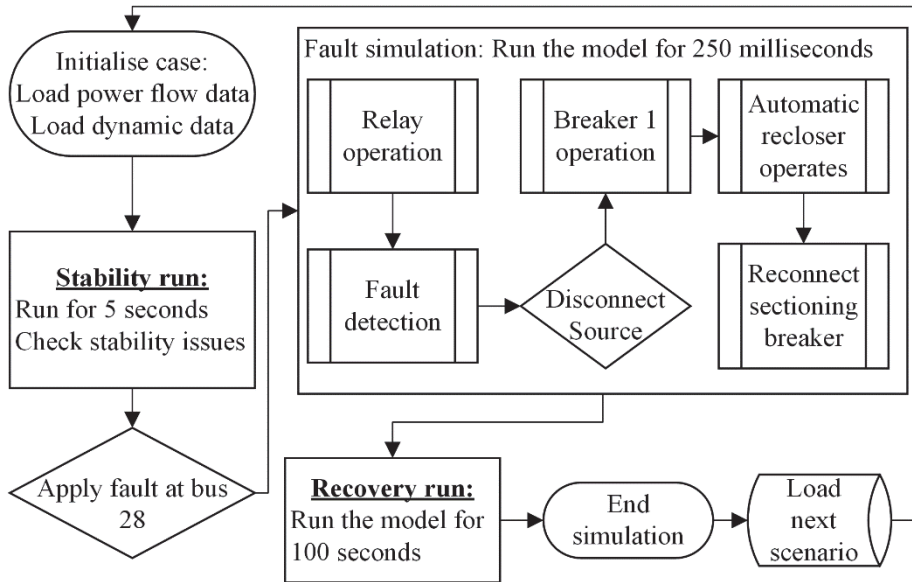 Initialise case:
Load power flow data
Load dynamic data
Stability run:
Run for 5 seconds
Check stability issues
Apply fault at bus
28
Fault simulation: Run the model for 250 milliseconds
Relay
operation
Fault
detection
Disconnect
Source
Breaker 1
operation
Automatic
recloser
operates
Reconnect
sectioning
breaker
Recovery run:
Run the model for
100 seconds
End
simulation
Load
next
scenario